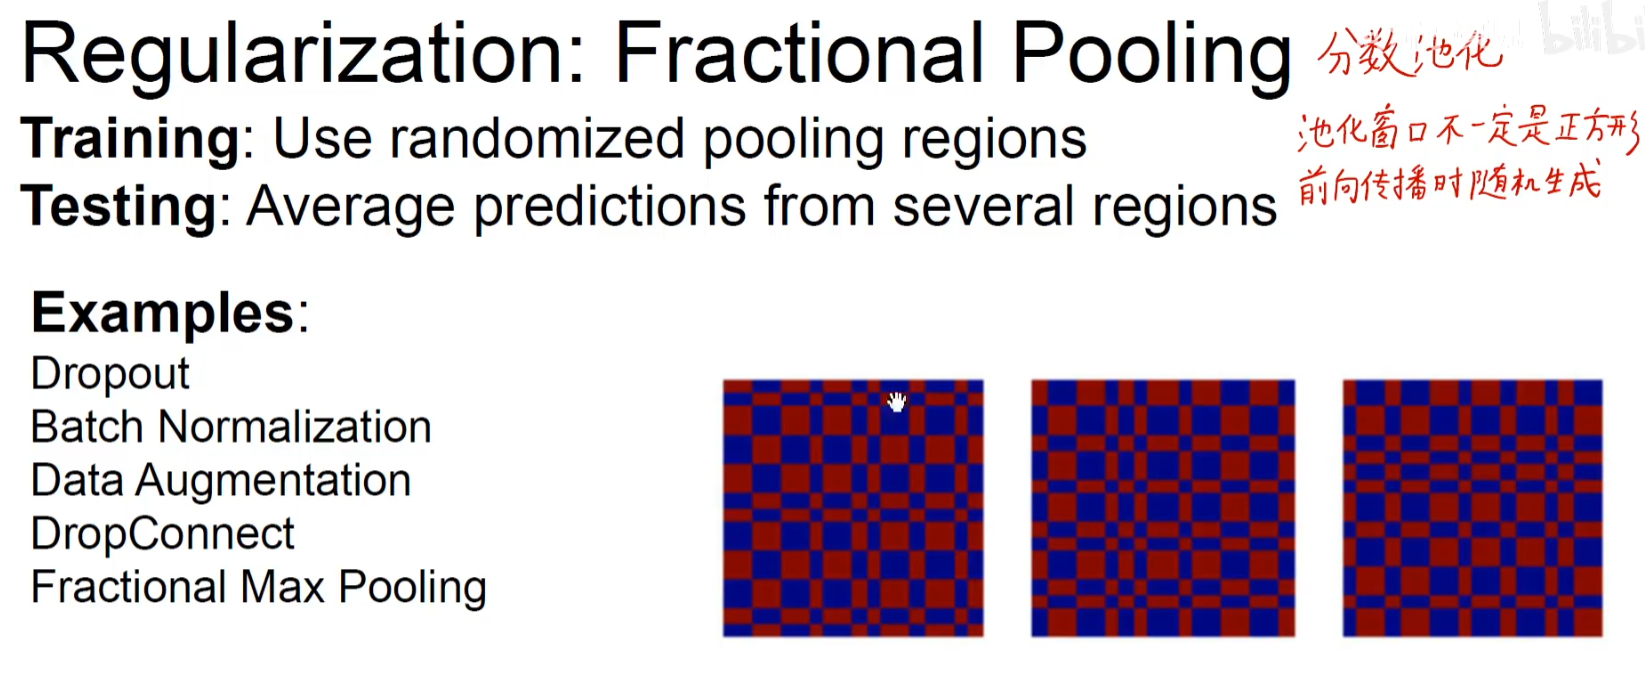 Regularization: Fractional Pooling 分数池化
bilibi
Training: Use randomized pooling regions
池化窗口不一定是正方形
Testing: Average predictions from several regions
前向传播时随机生成
Examples:
Dropout
Batch Normalization
Data Augmentation
DropConnect
Fractional Max Pooling